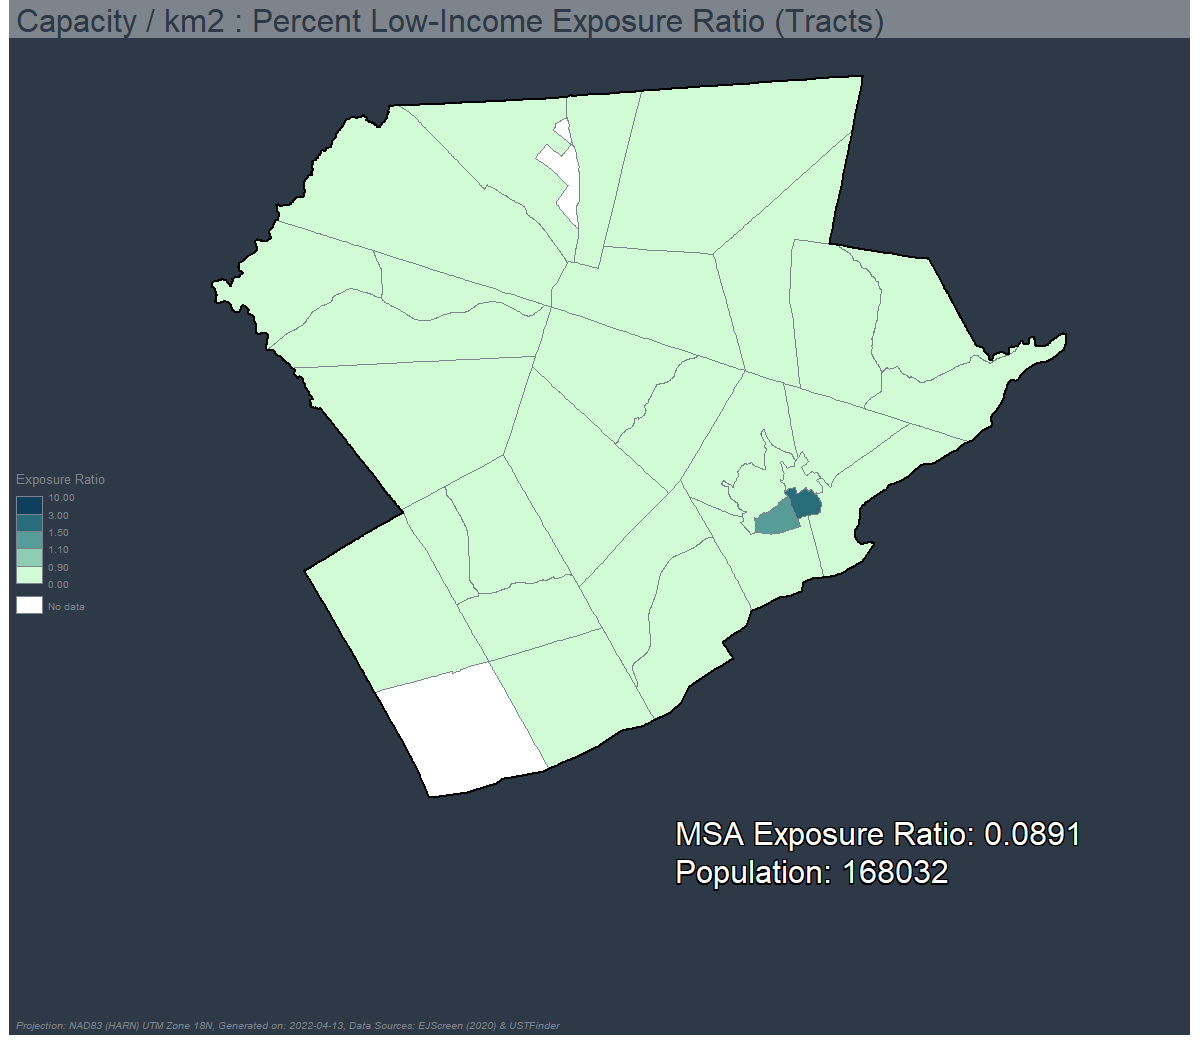 Capacity / km2 : Percent Low-Income Exposure Ratio (Tracts)
Exposure Ratio
10.00
3.00
1.50
1.10
0.90
0.00
No data
MSA Exposure Ratio: 0.0891
Population: 168032
Projection: NAD83 (HARN) UTM Zone 18N, Generated on: 2022-04-13, Data Sources: EJScreen (2020) & USTFinder